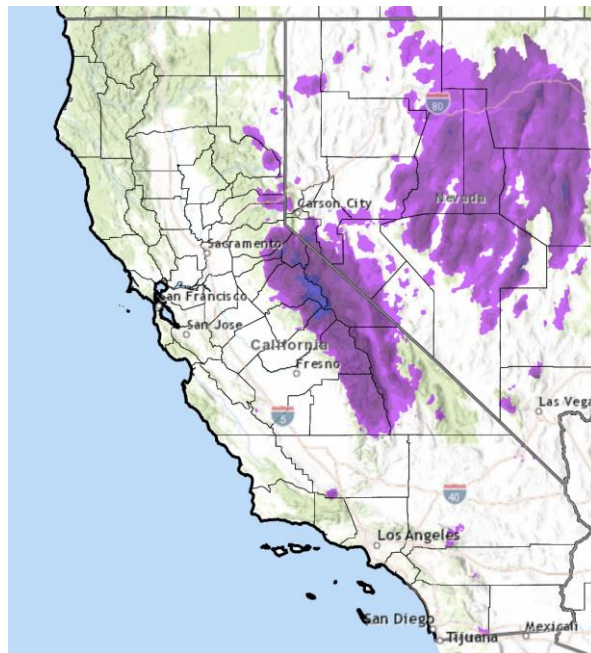 80
Carson City
Nevada
Sacramento
San Francisco
San Jose
California
Fresno
5
Las Vega
40
Los Angeles
San Diego
Tijuana
Mexicali